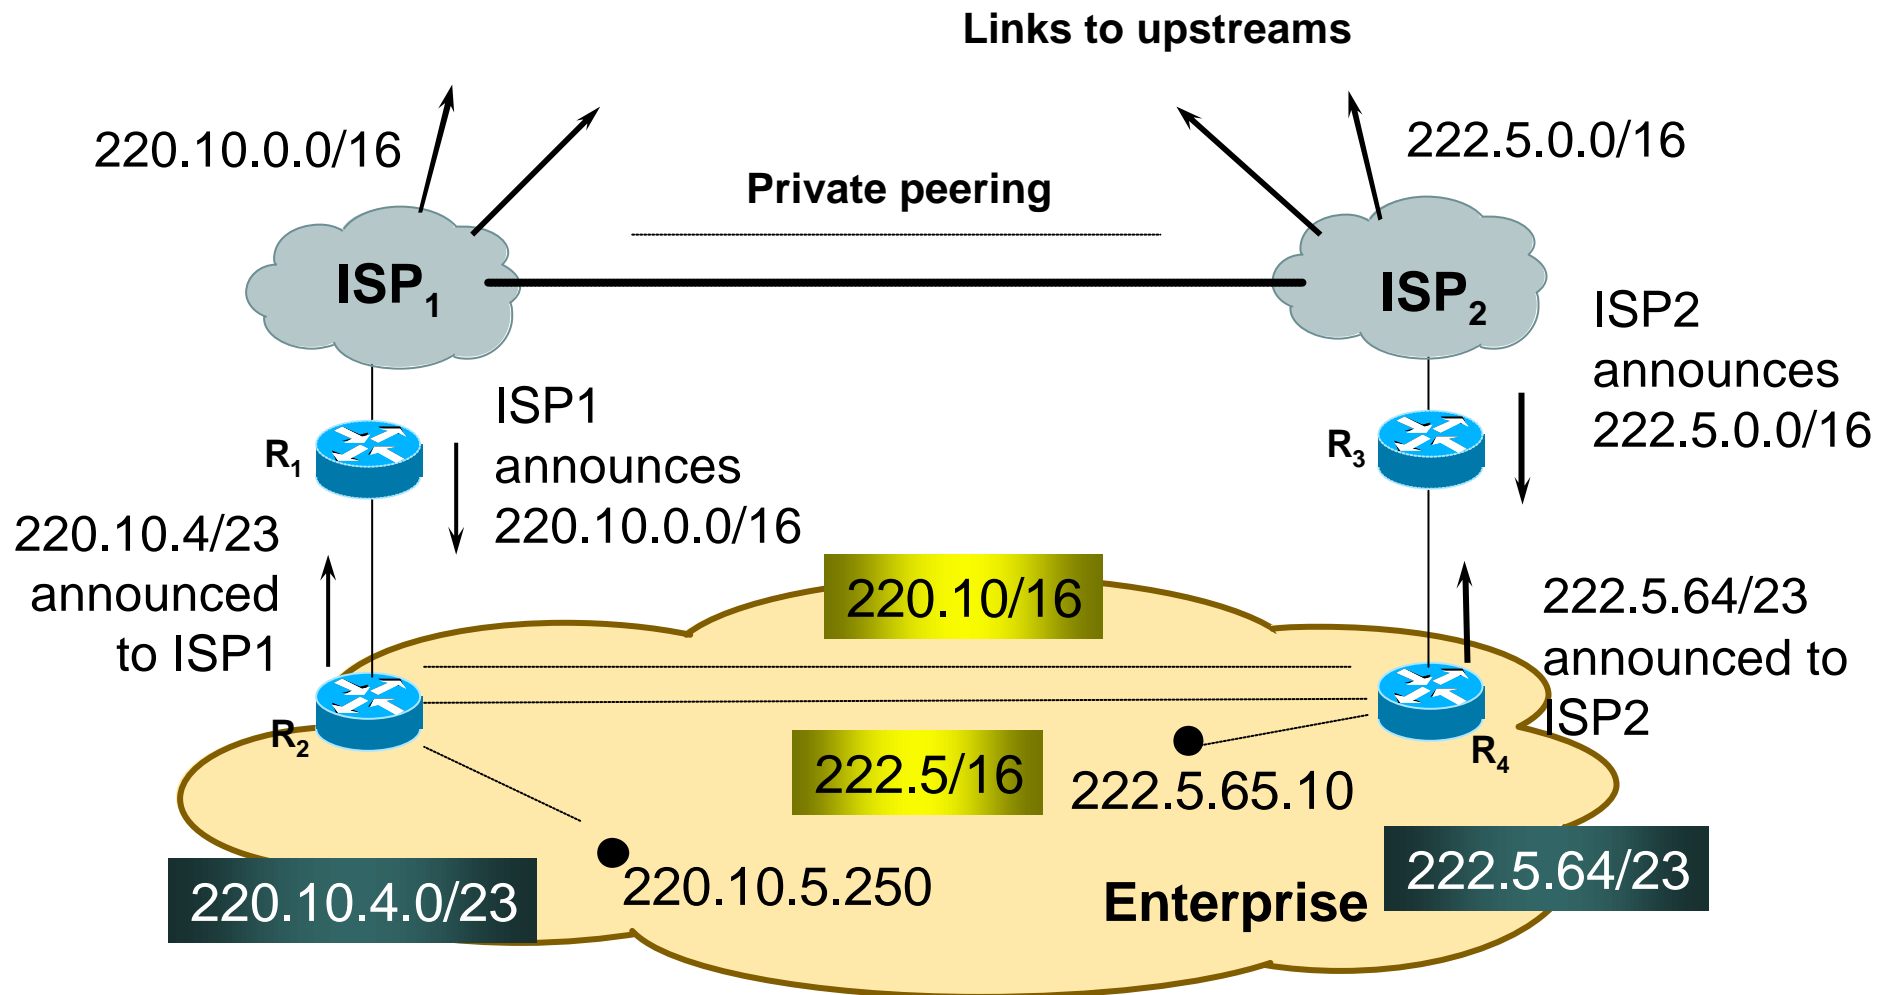 Links to upstreams
220.10.0.0/16
222.5.0.0/16
Private peering
ISP1
ISP2
ISP2
announces
222.5.0.0/16
ISP1
announces
220.10.0.0/16
R1
R3
220.10.4/23
announced
to ISP1
220.10/16
222.5.64/23
announced to
ISP2
R2
R4
222.5/16
222.5.65.10
220.10.4.0/23
220.10.5.250
Enterprise
222.5.64/23